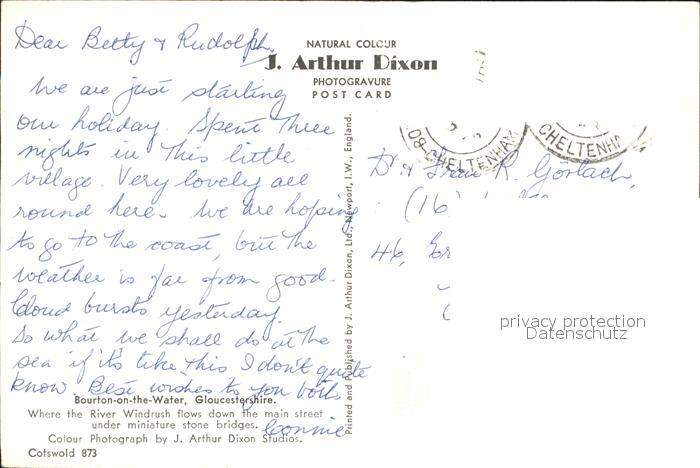 Dear Betty & Rudolph,
We are just starting
our holiday. Spent three
nights in this little
village. Very lovely all
round here. We are hoping
to go to the coast, but the
weather is far from good.
Cloud bursts yesterday.
So what we shall do at the
sea if it's like this I don't quite
know. Best wishes to you both
Connie
Bourton-on-the-Water, Gloucestershire.
Where the River Windrush flows down the main street
under miniature stone bridges.
Colour Photograph by J. Arthur Dixon Studios.
Cotswold 873
NATURAL COLOUR
J. Arthur Dixon
PHOTOGRAVURE
POST CARD
Printed and Published by J. Arthur Dixon, Ltd., Newport, I.W., England.
CHELTENHAM
CHELTENHA
R. Gorlach,
(16
46,
privacy protection
Datenschutz